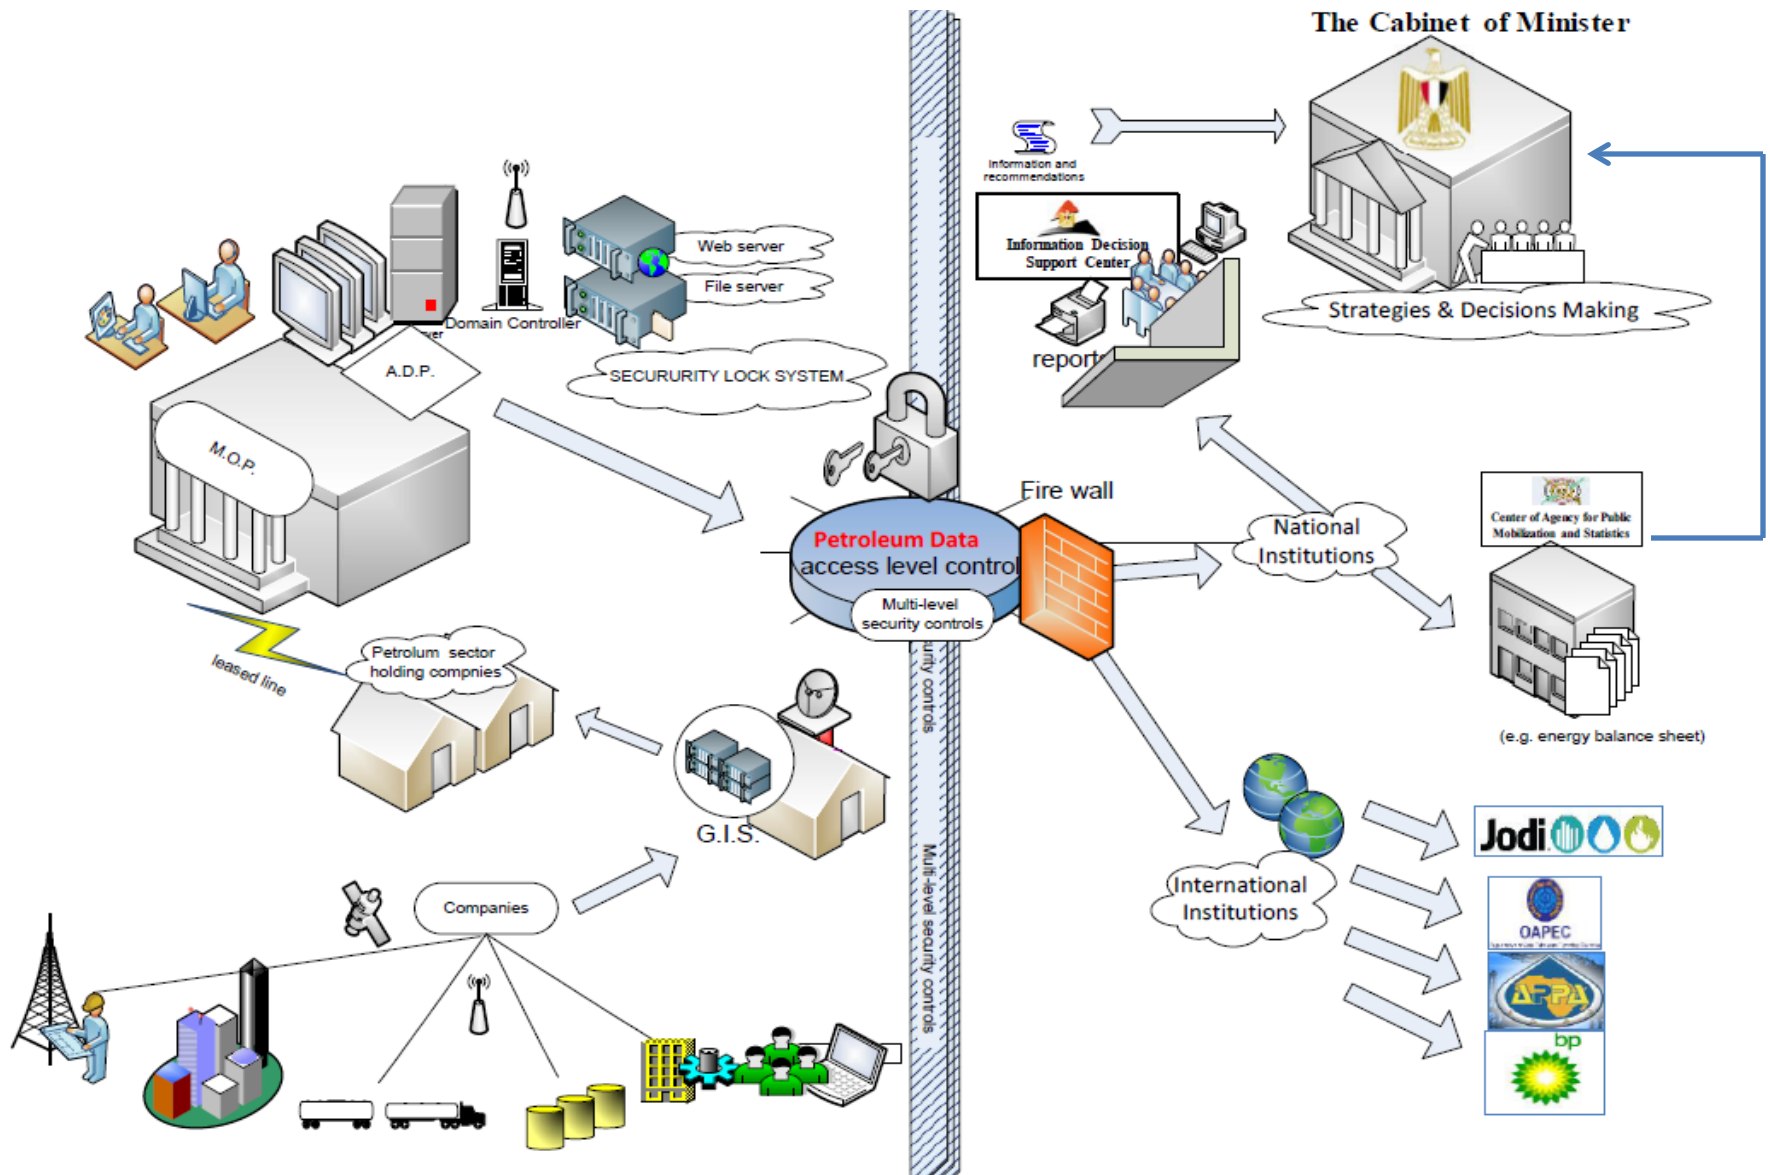 The Cabinet of Minister
Information and
recommendations
Information Decision
Support Center
reports
Strategies & Decisions Making
Web server
File server
Domain Controller
A.D.P.
SECURURITY LOCK SYSTEM
M.O.P.
Fire wall
Petroleum Data
access level control
Multi-level
security controls
National
Institutions
Center of Agency for Public
Mobilization and Statistics
(e.g. energy balance sheet)
leased line
Petrolum sector
holding compnies
G.I.S.
Companies
urity controls
Multi-level security controls
International
Institutions
Jodi
OAPEC
APPA
bp